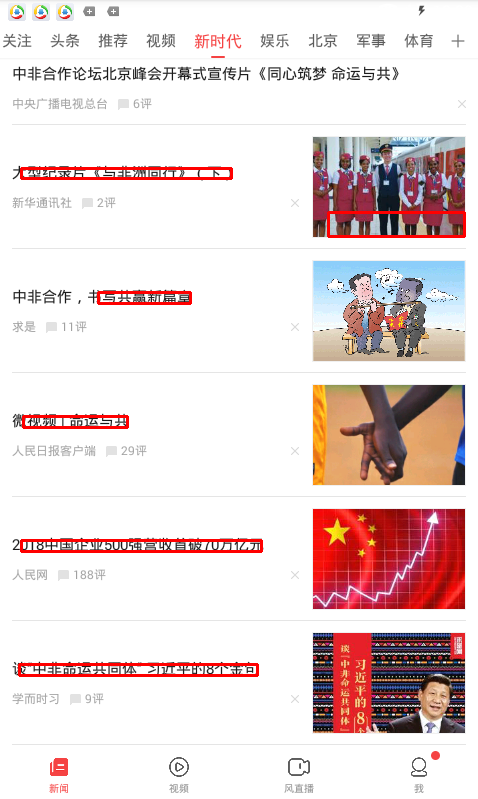 关注 头条 推荐 视频 新时代 娱乐 北京 军事 体育
中非合作论坛北京峰会开幕式宣传片《同心筑梦 命运与共》
中央广播电视总台 6评
大型纪录片《与非洲同行》（下
新华通讯社 2评
中非合作，书写共赢新篇章
求是 11评
微视频 | 命运与共
人民日报客户端 29评
2018中国企业500强营收首破70万亿元
人民网 188评
谈"中非命运共同体" 习近平的8个金句
谈"中非命运共同体"
习近平的8个
学而时习 9评
新闻 视频 风直播 我